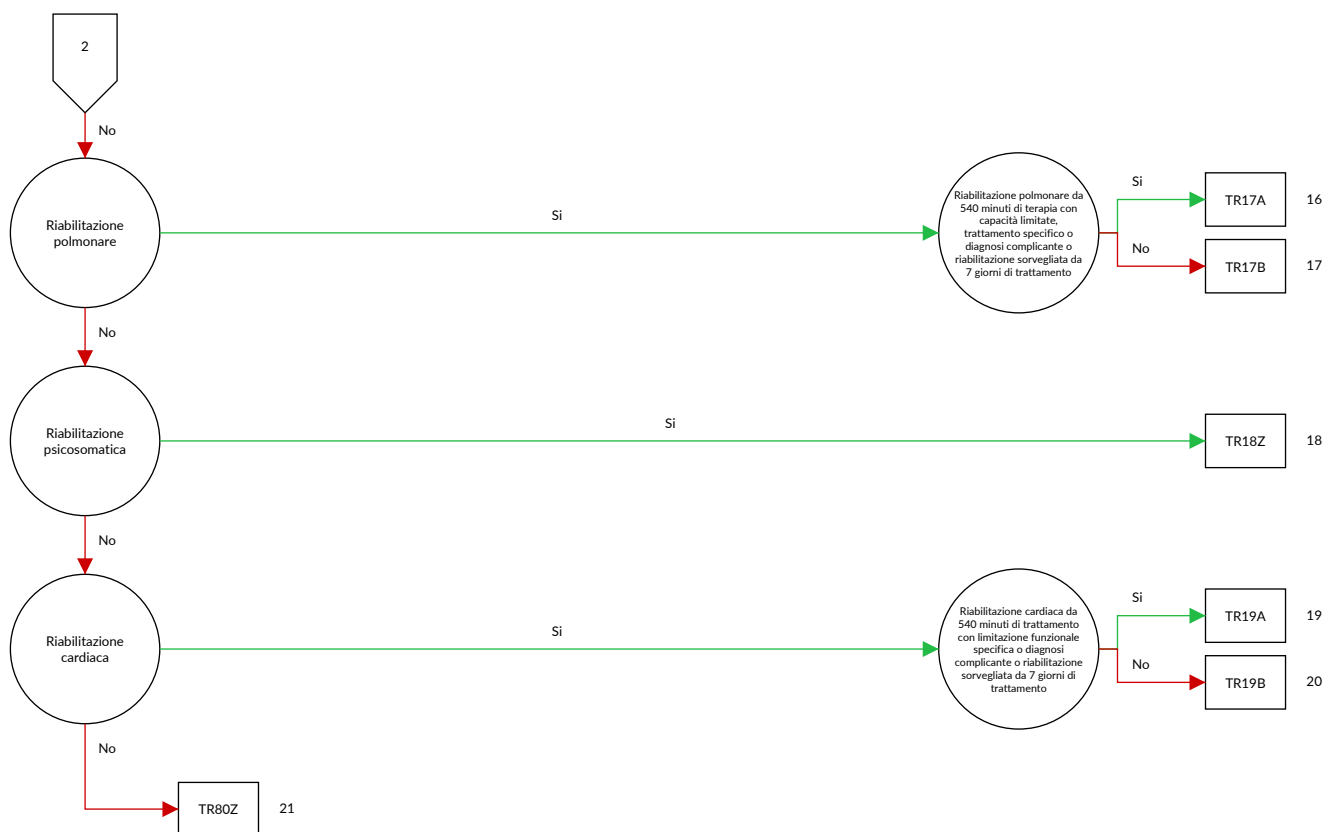 2
No
Riabilitazione
polmonare
Si
Riabilitazione polmonare da
540 minuti di terapia con
capacità limitate,
trattamento specifico o
diagnosi complicante o
riabilitazione sorvegliata da
7 giorni di trattamento
Si
TR17A
16
No
TR17B
17
No
Riabilitazione
psicosomatica
Si
TR18Z
18
No
Riabilitazione
cardiaca
Si
Riabilitazione cardiaca da
540 minuti di trattamento
con limitazione funzionale
specifica o diagnosi
complicante o riabilitazione
sorvegliata da 7 giorni di
trattamento
Si
TR19A
19
No
TR19B
20
No
TR80Z
21